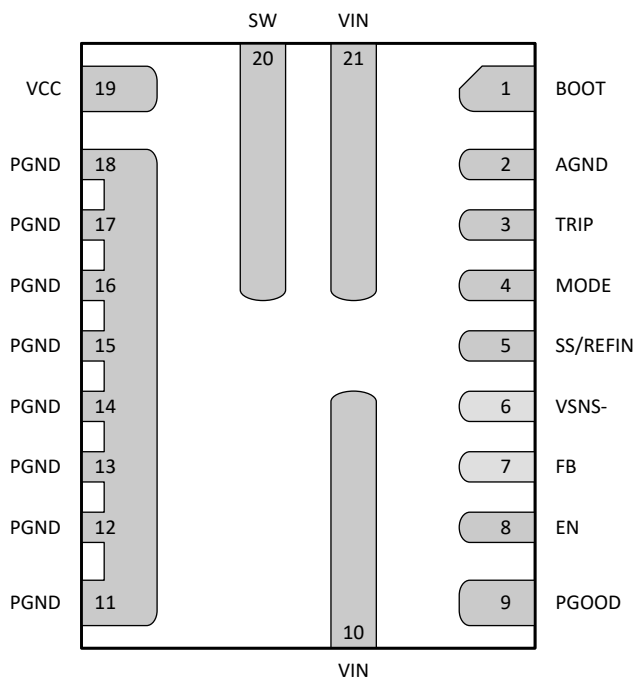 SW VIN
20 21
VCC 19 1 BOOT
PGND 18 2 AGND
PGND 17 3 TRIP
PGND 16 4 MODE
PGND 15 5 SS/REFIN
PGND 14 6 VSNS-
PGND 13 7 FB
PGND 12 8 EN
PGND 11 9 PGOOD
10
VIN